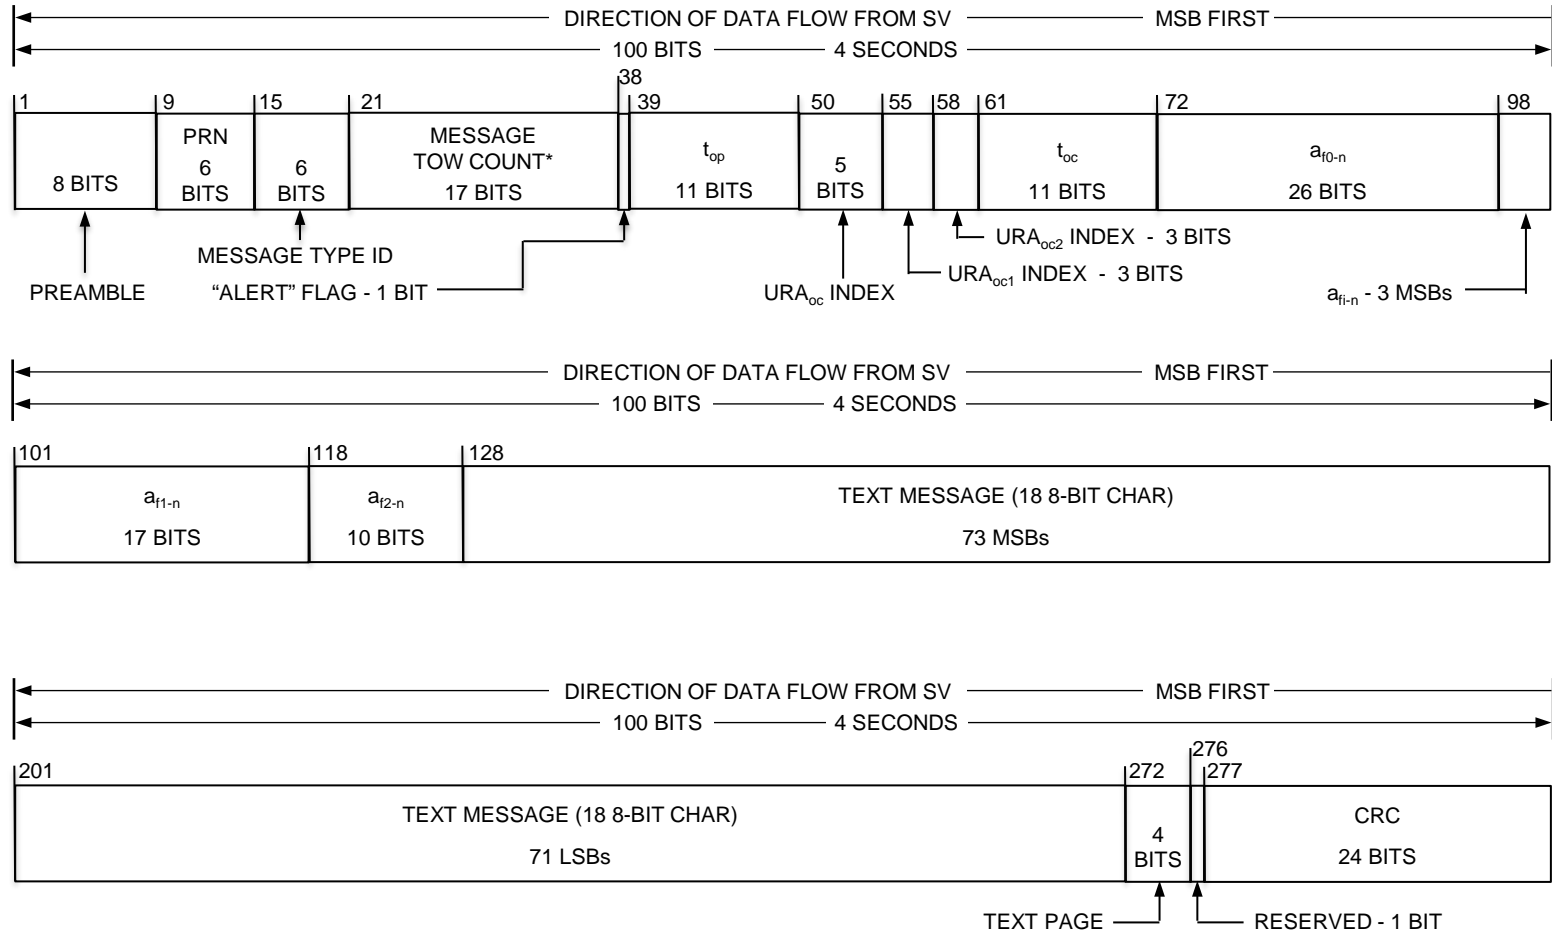 DIRECTION OF DATA FLOW FROM SV MSB FIRST
100 BITS 4 SECONDS
1 9 15 21 38 39 50 55 58 61 72 98
8 BITS
PRN
6
BITS
6
BITS
MESSAGE
TOW COUNT*
17 BITS
t_op
11 BITS
5
BITS
t_oc
11 BITS
a_f0-n
26 BITS
PREAMBLE
MESSAGE TYPE ID
“ALERT” FLAG - 1 BIT
URA_oc INDEX
URA_oc2 INDEX - 3 BITS
URA_oc1 INDEX - 3 BITS
a_fi-n - 3 MSBs
DIRECTION OF DATA FLOW FROM SV MSB FIRST
100 BITS 4 SECONDS
101 118 128
a_f1-n
17 BITS
a_f2-n
10 BITS
TEXT MESSAGE (18 8-BIT CHAR)
73 MSBs
DIRECTION OF DATA FLOW FROM SV MSB FIRST
100 BITS 4 SECONDS
201 272 276 277
TEXT MESSAGE (18 8-BIT CHAR)
71 LSBs
4
BITS
CRC
24 BITS
TEXT PAGE
RESERVED - 1 BIT